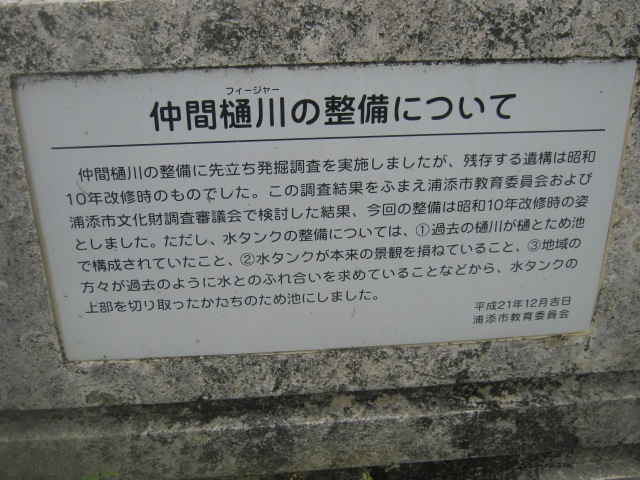 フィージャー
仲間樋川の整備について
仲間樋川の整備に先立ち発掘調査を実施しましたが、残存する遺構は昭和
10年改修時のものでした。この調査結果をふまえ浦添市教育委員会および
浦添市文化財調査審議会で検討した結果、今回の整備は昭和10年改修時の姿
としました。ただし、水タンクの整備については、①過去の樋川が樋とため池
で構成されていたこと、②水タンクが本来の景観を損ねていること、③地域の
方々が過去のように水とのふれ合いを求めていることなどから、水タンクの
上部を切り取ったかたちのため池にしました。
平成21年12月吉日
浦添市教育委員会